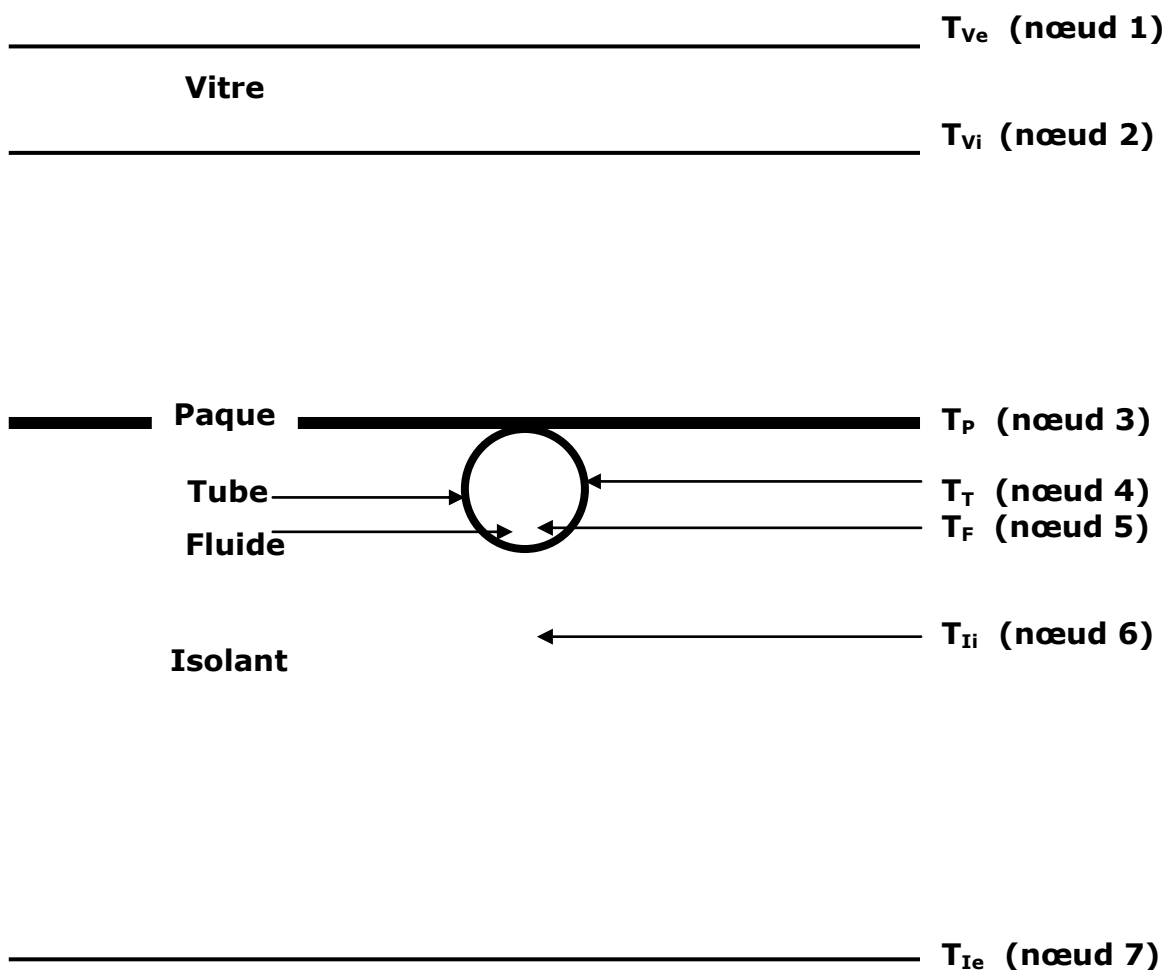 T_Ve (nœud 1)
Vitre
T_Vi (nœud 2)
Paque
T_P (nœud 3)
Tube
T_T (nœud 4)
Fluide
T_F (nœud 5)
T_Ii (nœud 6)
Isolant
T_Ie (nœud 7)